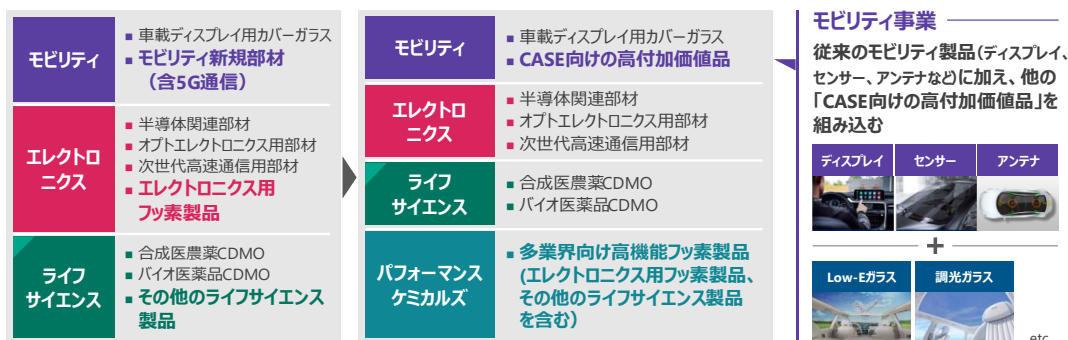 モビリティ
■ 車載ディスプレイ用カバーガラス
■ モビリティ新規部材
（含5G通信）
エレクトロ
ニクス
■ 半導体関連部材
■ オプトエレクトロニクス用部材
■ 次世代高速通信用部材
■ エレクトロニクス用
フッ素製品
ライフ
サイエンス
■ 合成医農薬CDMO
■ バイオ医薬品CDMO
■ その他のライフサイエンス
製品
モビリティ
■ 車載ディスプレイ用カバーガラス
■ CASE向けの高付加価値品
エレクトロ
ニクス
■ 半導体関連部材
■ オプトエレクトロニクス用部材
■ 次世代高速通信用部材
ライフ
サイエンス
■ 合成医農薬CDMO
■ バイオ医薬品CDMO
パフォーマンス
ケミカルズ
■ 多業界向け高機能フッ素製品
(エレクトロニクス用フッ素製品、
その他のライフサイエンス製品
を含む）
モビリティ事業
従来のモビリティ製品（ディスプレイ、
センサー、アンテナなど）に加え、他の
「CASE向けの高付加価値品」を
組み込む
ディスプレイ センサー アンテナ
+
Low-Eガラス 調光ガラス
etc